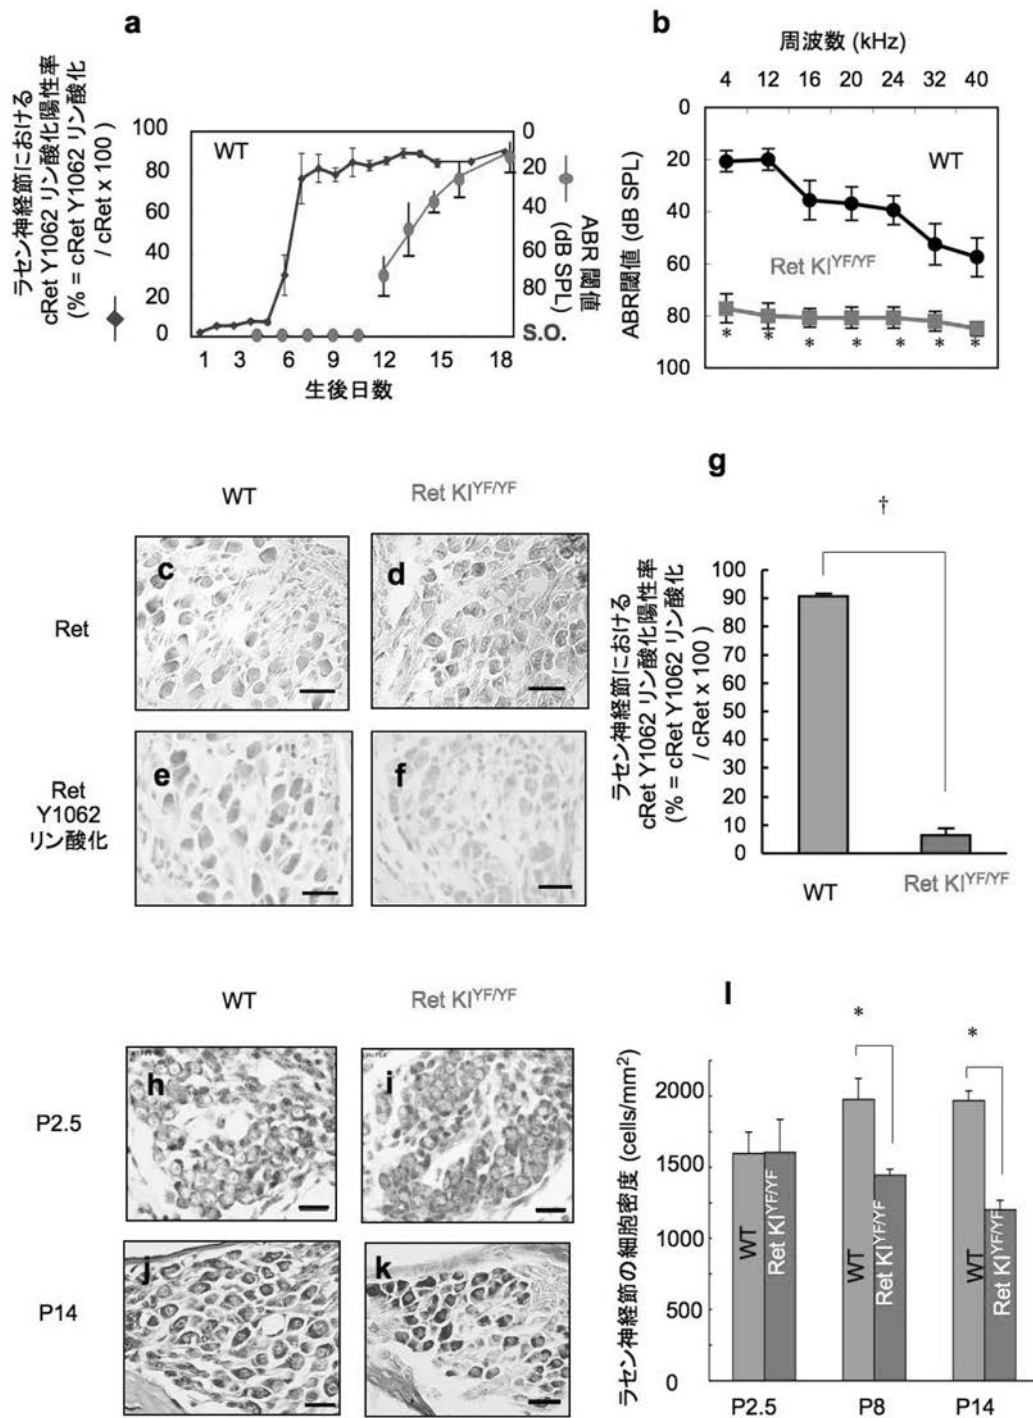 a
ラセン神経節における
cRet Y1062 リン酸化陽性率
(% = cRet Y1062 リン酸化
/ cRet x 100 )
100
80
60
40
20
0
WT
0
20
40
60
80
S.O.
ABR 閾値
(dB SPL)
1 3 6 9 12 15 18
生後日数
b
周波数 (kHz)
4 12 16 20 24 32 40
ABR閾値 (dB SPL)
0
20
40
60
80
100
WT
Ret KI^YF/YF
* * * * * * *
WT
Ret KI^YF/YF
Ret
c
d
Ret
Y1062
リン酸化
e
f
g
†
ラセン神経節における
cRet Y1062 リン酸化陽性率
(% = cRet Y1062 リン酸化
/ cRet x 100 )
100
90
80
70
60
50
40
30
20
10
0
WT
Ret KI^YF/YF
WT
Ret KI^YF/YF
P2.5
h
i
P14
j
k
l
* *
ラセン神経節の細胞密度 (cells/mm²)
2000
1500
1000
500
0
WT
Ret KI^YF/YF
WT
Ret KI^YF/YF
WT
Ret KI^YF/YF
P2.5 P8 P14